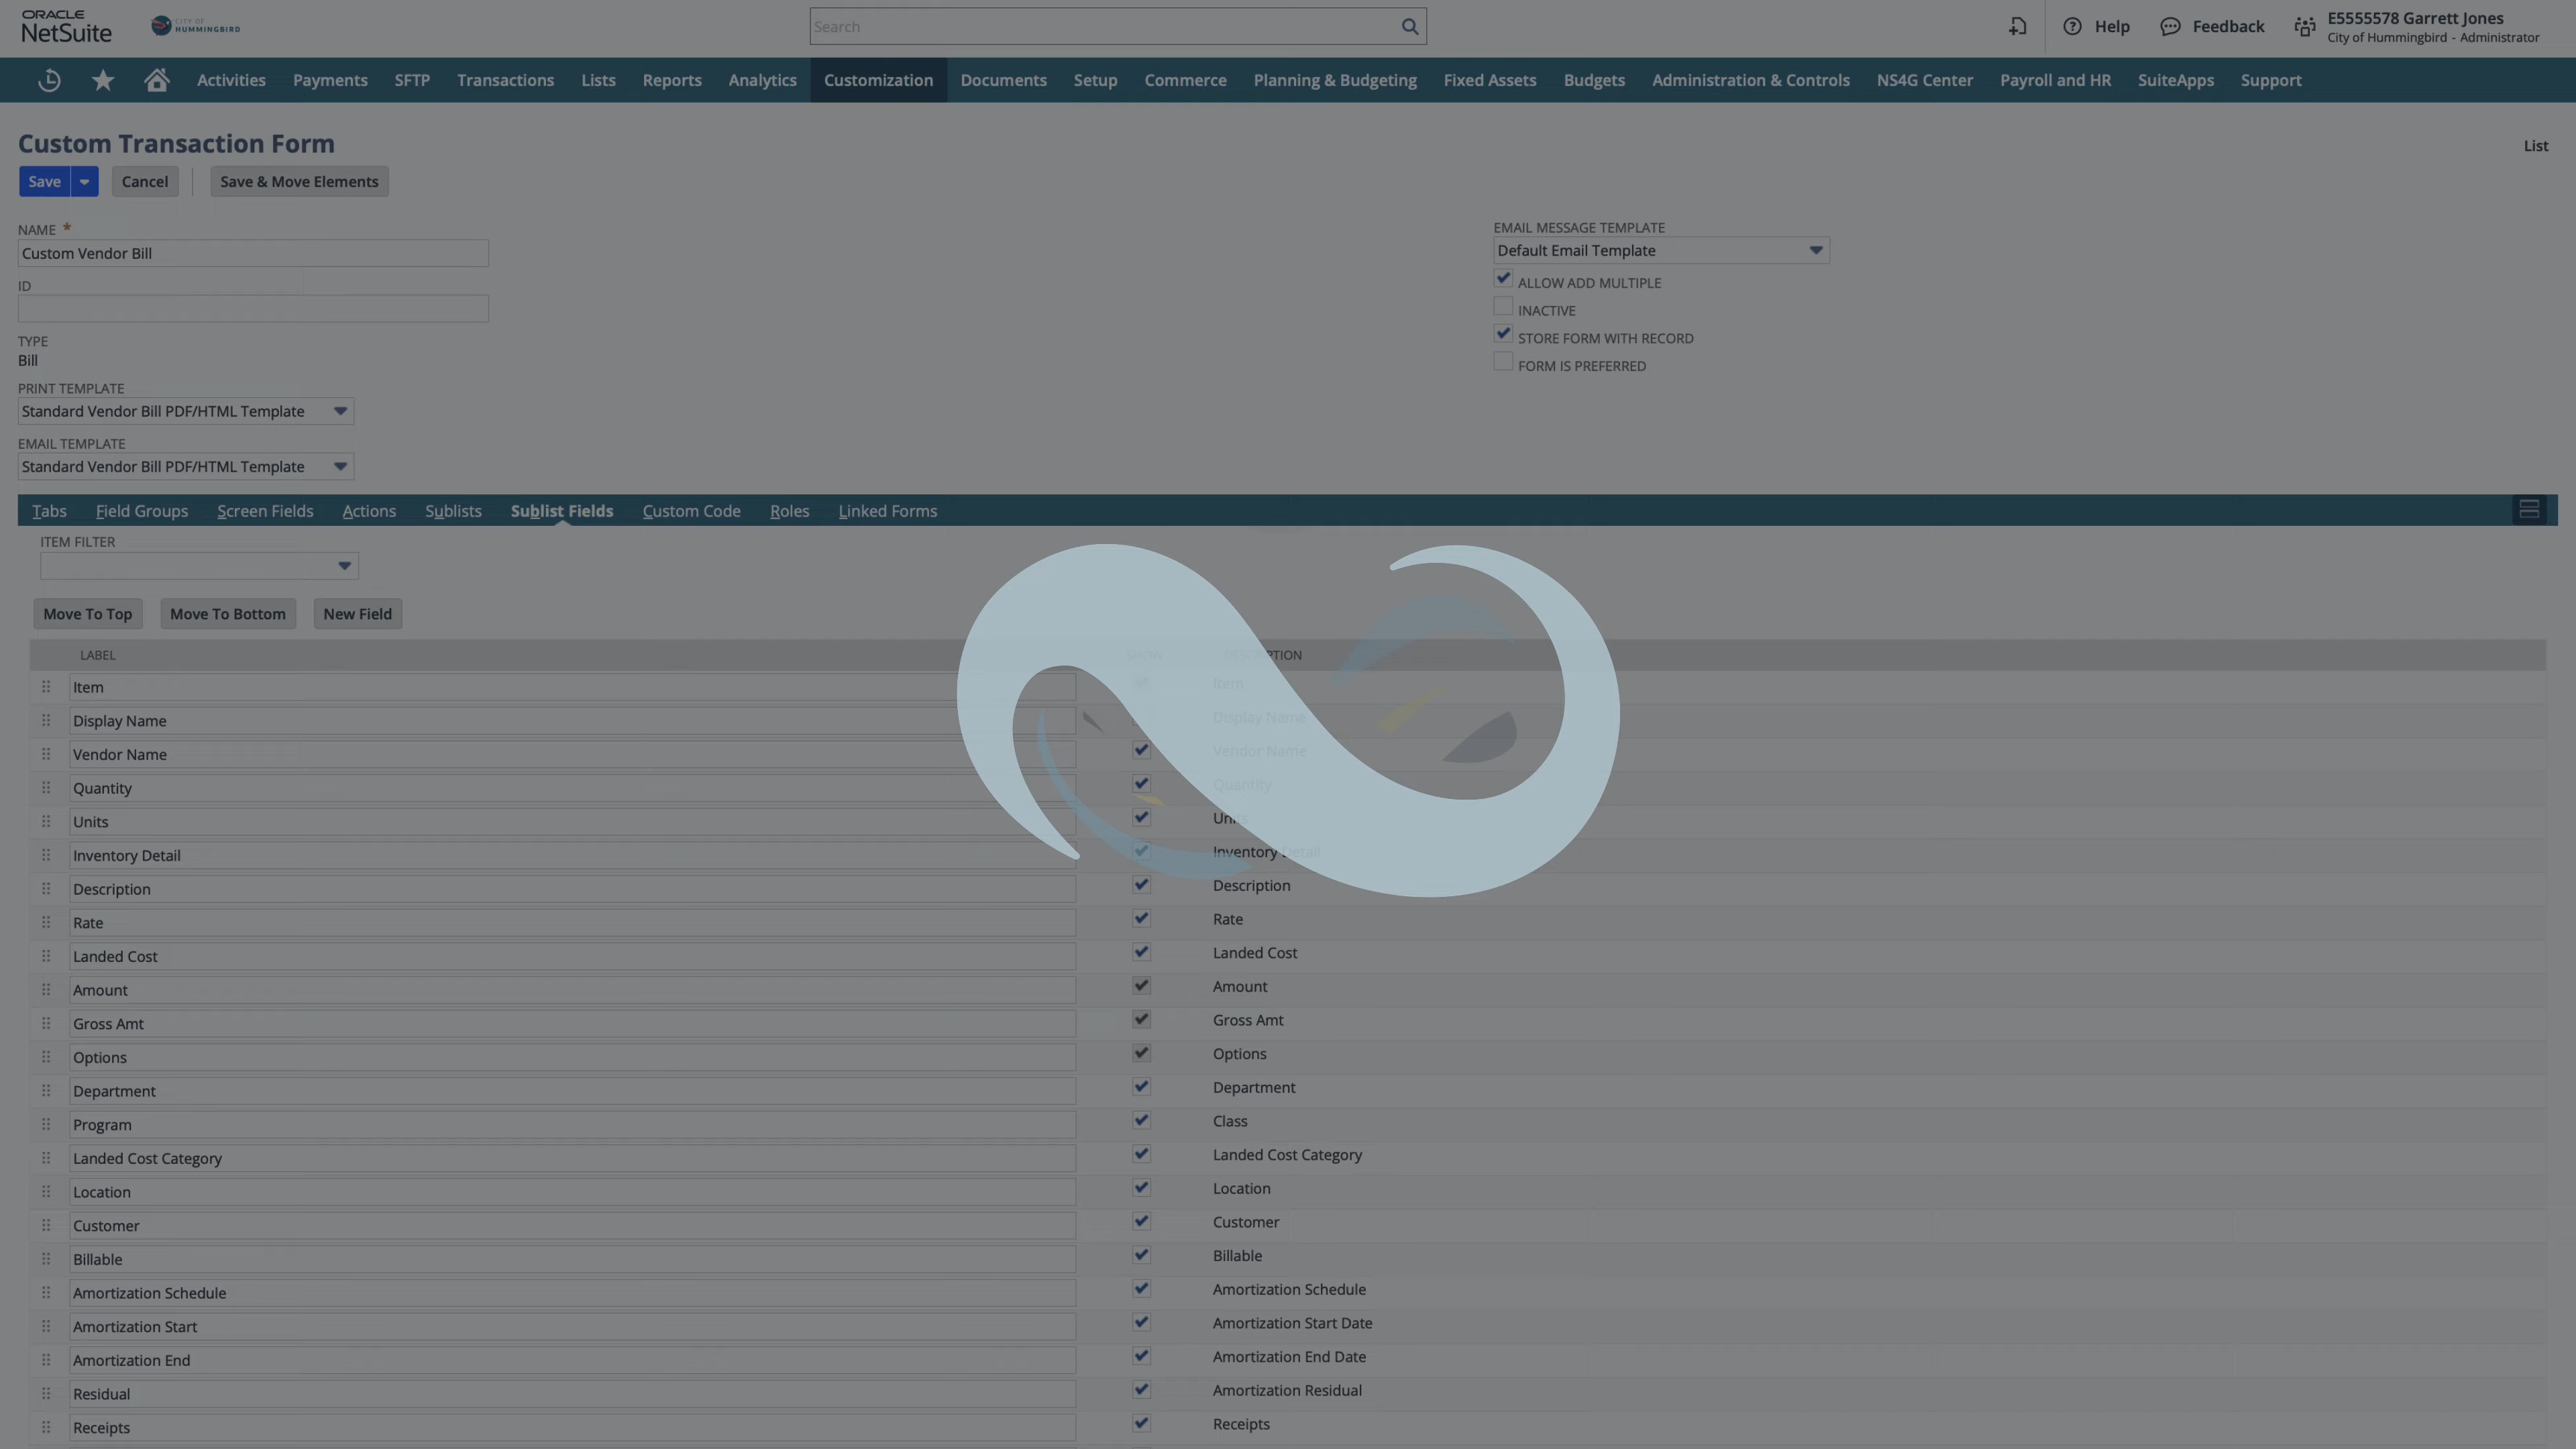 ORACLE
NetSuite
CITY OF
HUMMINGBIRD
Search
Help
Feedback
E5555578 Garrett Jones
City of Hummingbird - Administrator
Activities Payments SFTP Transactions Lists Reports Analytics Customization Documents Setup Commerce Planning & Budgeting Fixed Assets Budgets Administration & Controls NS4G Center Payroll and HR SuiteApps Support
Custom Transaction Form
List
Save Cancel Save & Move Elements
NAME *
Custom Vendor Bill
ID
TYPE
Bill
PRINT TEMPLATE
Standard Vendor Bill PDF/HTML Template
EMAIL TEMPLATE
Standard Vendor Bill PDF/HTML Template
EMAIL MESSAGE TEMPLATE
Default Email Template
ALLOW ADD MULTIPLE
INACTIVE
STORE FORM WITH RECORD
FORM IS PREFERRED
Tabs Field Groups Screen Fields Actions Sublists Sublist Fields Custom Code Roles Linked Forms
ITEM FILTER
Move To Top Move To Bottom New Field
LABEL SHOW DESCRIPTION
Item Item
Display Name Display Name
Vendor Name Vendor Name
Quantity Quantity
Units Units
Inventory Detail Inventory Detail
Description Description
Rate Rate
Landed Cost Landed Cost
Amount Amount
Gross Amt Gross Amt
Options Options
Department Department
Program Class
Landed Cost Category Landed Cost Category
Location Location
Customer Customer
Billable Billable
Amortization Schedule Amortization Schedule
Amortization Start Amortization Start Date
Amortization End Amortization End Date
Residual Amortization Residual
Receipts Receipts